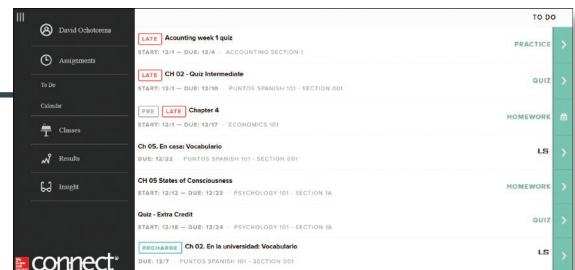 TO DO
David Ochotorena
Assignments
To Do
Calendar
Classes
Results
Insight
connect®
LATE Acounting week 1 quiz
START: 12/1 — DUE: 12/4 · ACCOUNTING SECTION 1
PRACTICE
LATE CH 02 - Quiz Intermediate
START: 12/1 — DUE: 12/10 · PUNTOS SPANISH 101 - SECTION 001
QUIZ
PRE LATE Chapter 4
START: 12/1 — DUE: 12/17 · ECONOMICS 101
HOMEWORK
Ch 05. En casa: Vocabulario
DUE: 12/22 · PUNTOS SPANISH 101 - SECTION 001
LS
CH 05 States of Consciousness
START: 12/12 — DUE: 12/23 · PSYCHOLOGY 101 - SECTION 1A
HOMEWORK
Quiz - Extra Credit
START: 12/18 — DUE: 12/24 · PSYCHOLOGY 101 - SECTION 1A
QUIZ
RECHARGE Ch 02. En la universidad: Vocabulario
DUE: 12/7 · PUNTOS SPANISH 101 - SECTION 001
LS